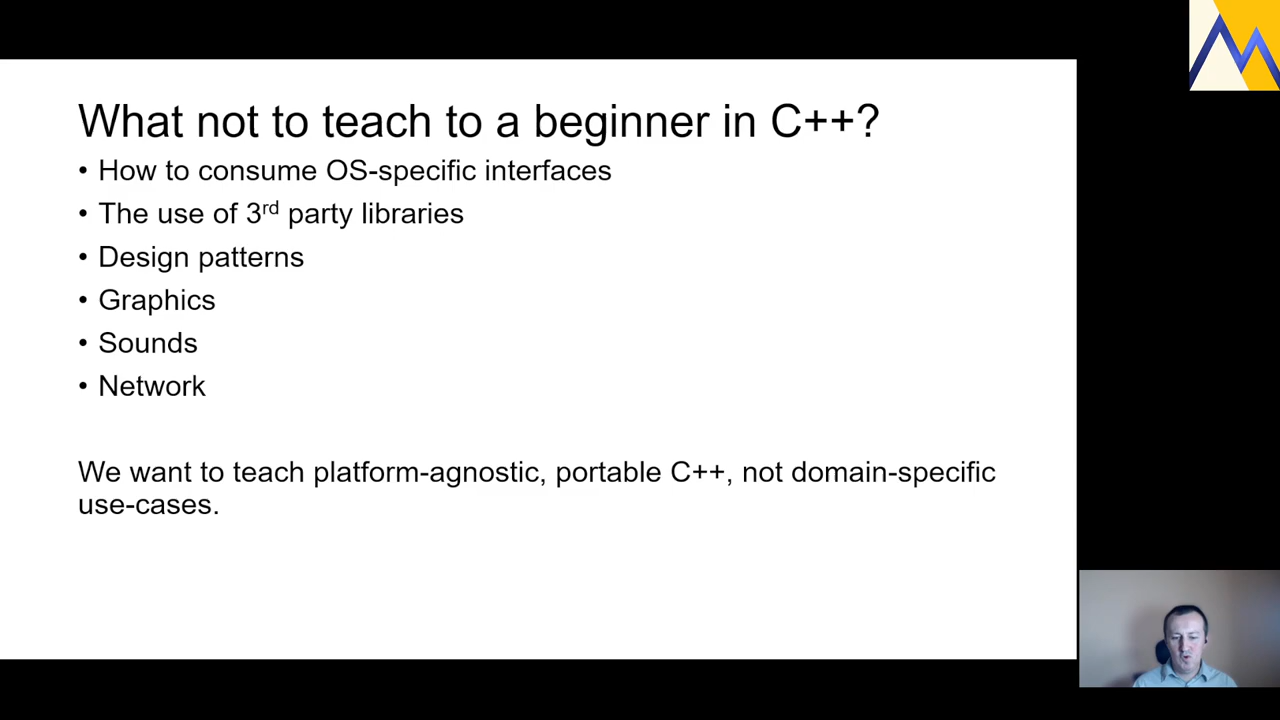 What not to teach to a beginner in C++?
• How to consume OS-specific interfaces
• The use of 3rd party libraries
• Design patterns
• Graphics
• Sounds
• Network
We want to teach platform-agnostic, portable C++, not domain-specific
use-cases.